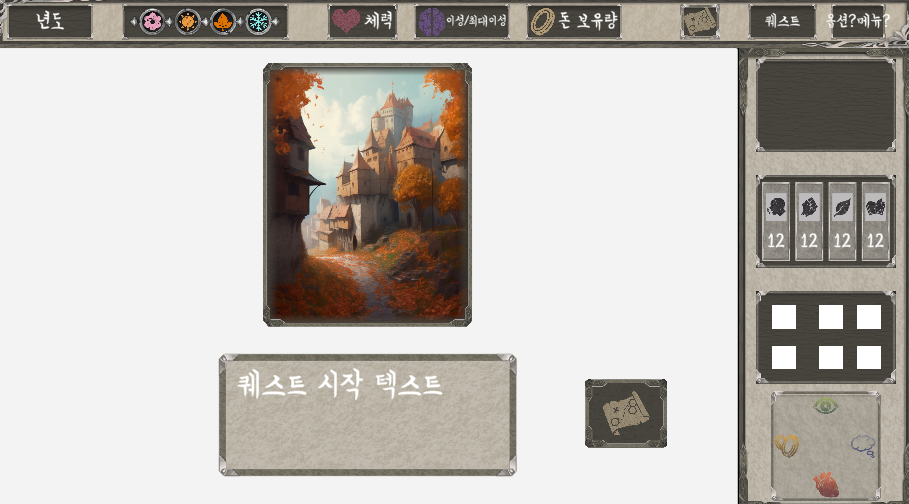 년도
체력
이성/최대이성
돈 보유량
퀘스트
옵션?메뉴?
12 12 12 12
퀘스트 시작 텍스트